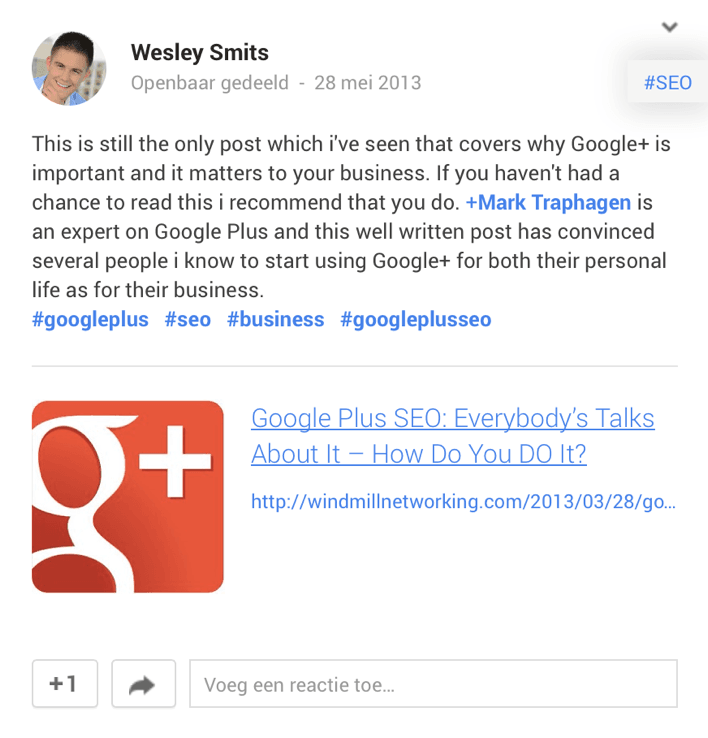 Wesley Smits
Openbaar gedeeld - 28 mei 2013
#SEO
This is still the only post which i've seen that covers why Google+ is
important and it matters to your business. If you haven't had a
chance to read this i recommend that you do. +Mark Traphagen is
an expert on Google Plus and this well written post has convinced
several people i know to start using Google+ for both their personal
life as for their business.
#googleplus #seo #business #googleplusseo
g+
Google Plus SEO: Everybody’s Talks
About It – How Do You DO It?
http://windmillnetworking.com/2013/03/28/go...
+1
Voeg een reactie toe...